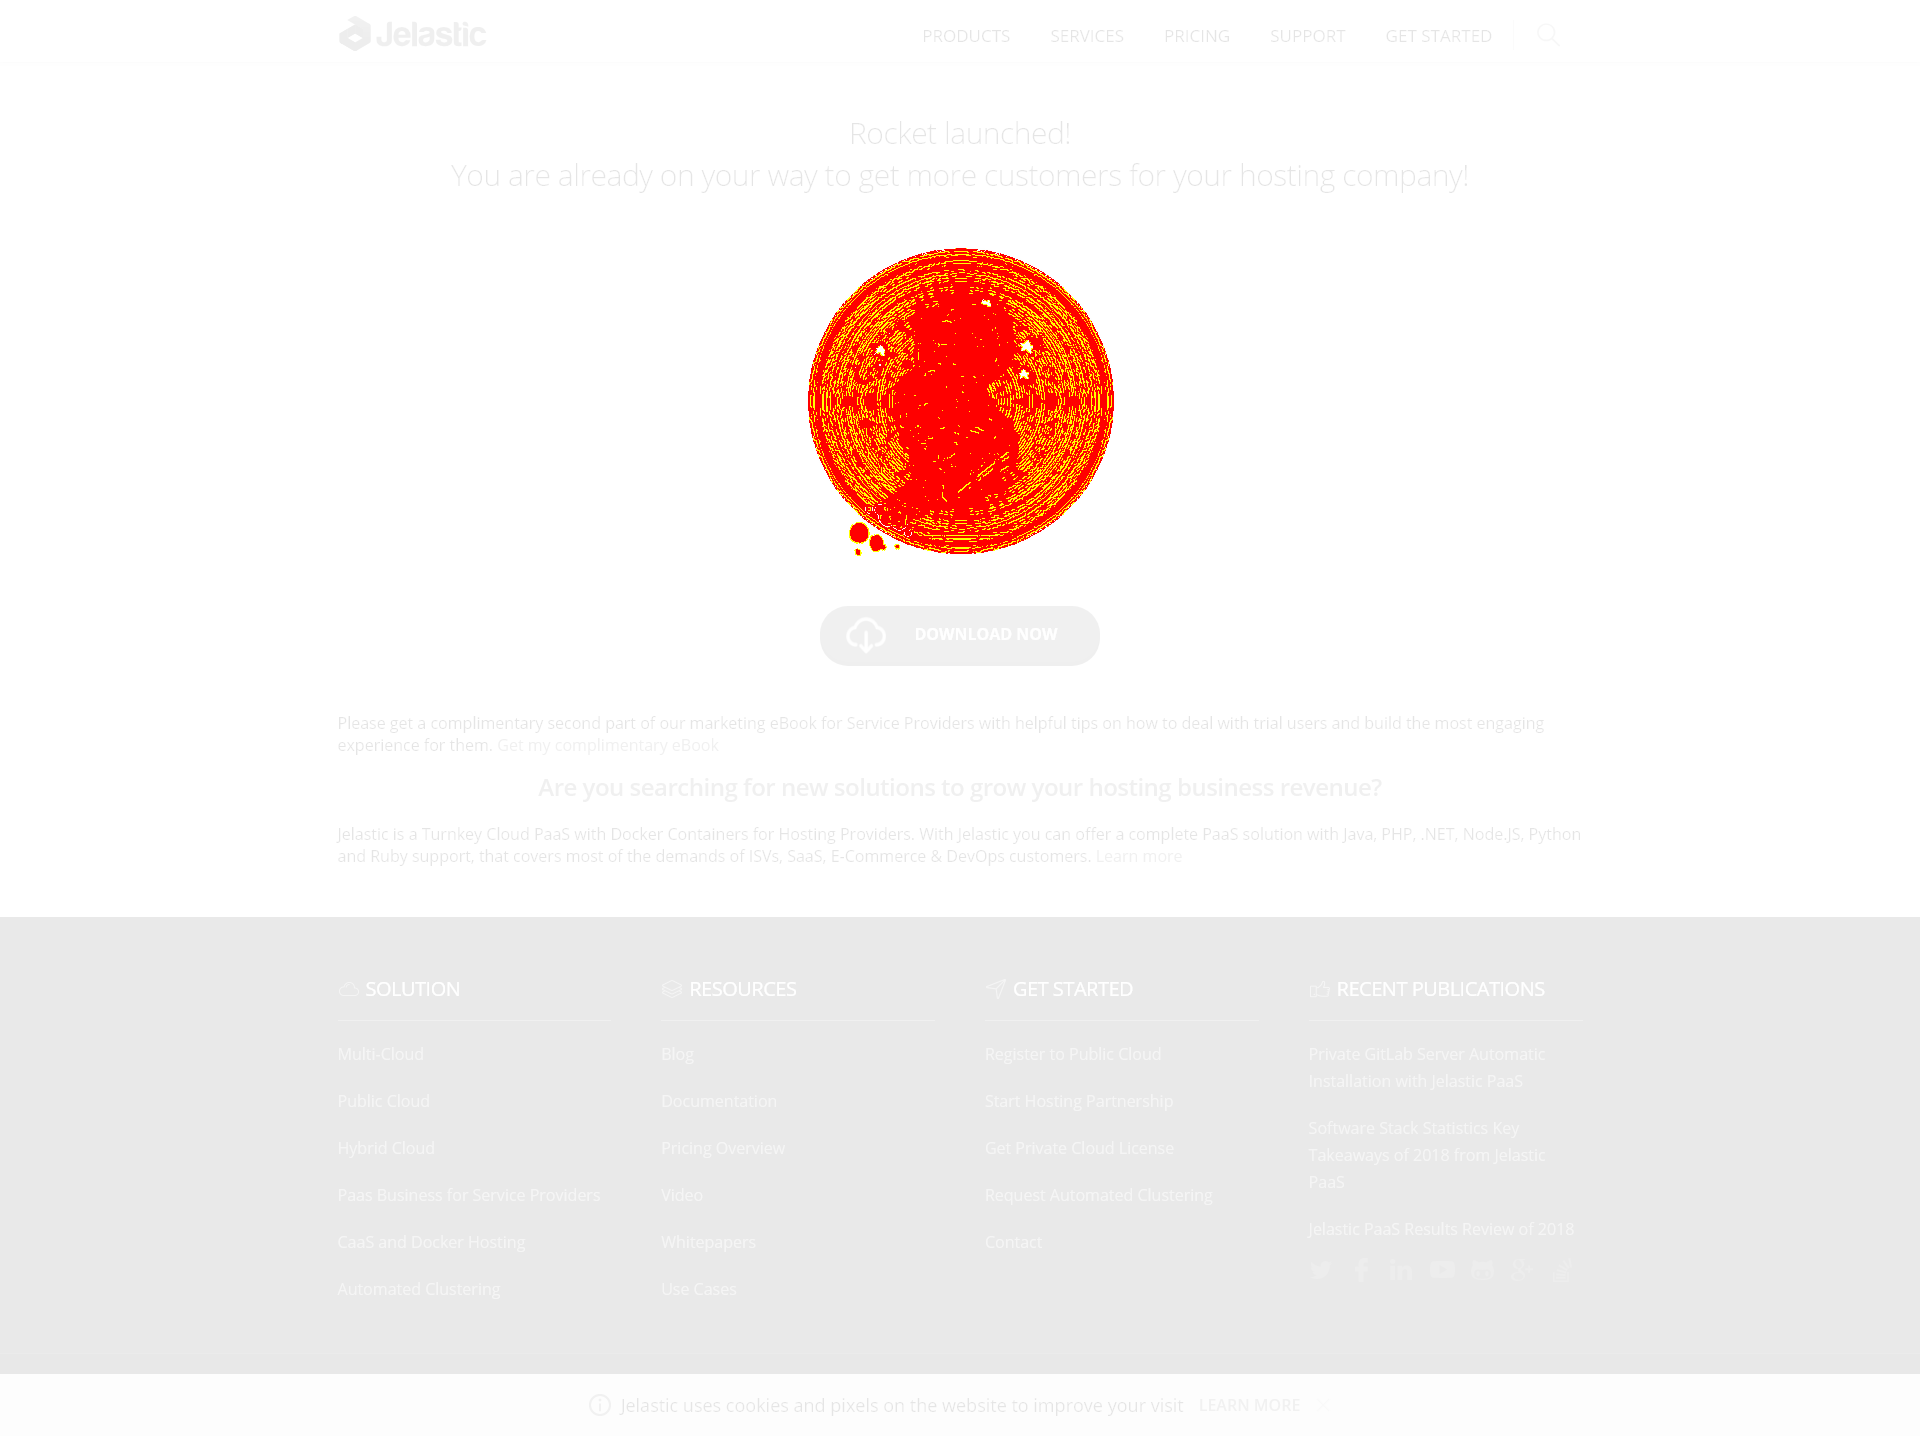 Jelastic
PRODUCTS SERVICES PRICING SUPPORT GET STARTED
Rocket launched!
You are already on your way to get more customers for your hosting company!
DOWNLOAD NOW
Please get a complimentary second part of our marketing eBook for Service Providers with helpful tips on how to deal with trial users and build the most engaging
experience for them. Get my complimentary eBook
Are you searching for new solutions to grow your hosting business revenue?
Jelastic is a Turnkey Cloud PaaS with Docker Containers for Hosting Providers. With Jelastic you can offer a complete PaaS solution with Java, PHP, .NET, Node.JS, Python
and Ruby support, that covers most of the demands of ISVs, SaaS, E-Commerce & DevOps customers. Learn more
SOLUTION
Multi-Cloud
Public Cloud
Hybrid Cloud
Paas Business for Service Providers
CaaS and Docker Hosting
Automated Clustering
RESOURCES
Blog
Documentation
Pricing Overview
Video
Whitepapers
Use Cases
GET STARTED
Register to Public Cloud
Start Hosting Partnership
Get Private Cloud License
Request Automated Clustering
Contact
RECENT PUBLICATIONS
Private GitLab Server Automatic
Installation with Jelastic PaaS
Software Stack Statistics Key
Takeaways of 2018 from Jelastic
PaaS
Jelastic PaaS Results Review of 2018
Jelastic uses cookies and pixels on the website to improve your visit LEARN MORE